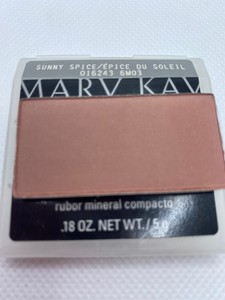 SUNNY SPICE/ÉPICE DU SOLEIL
016243 6M03
MARY KAY
rubor mineral compacto
.18 OZ. NET WT. / 5 g